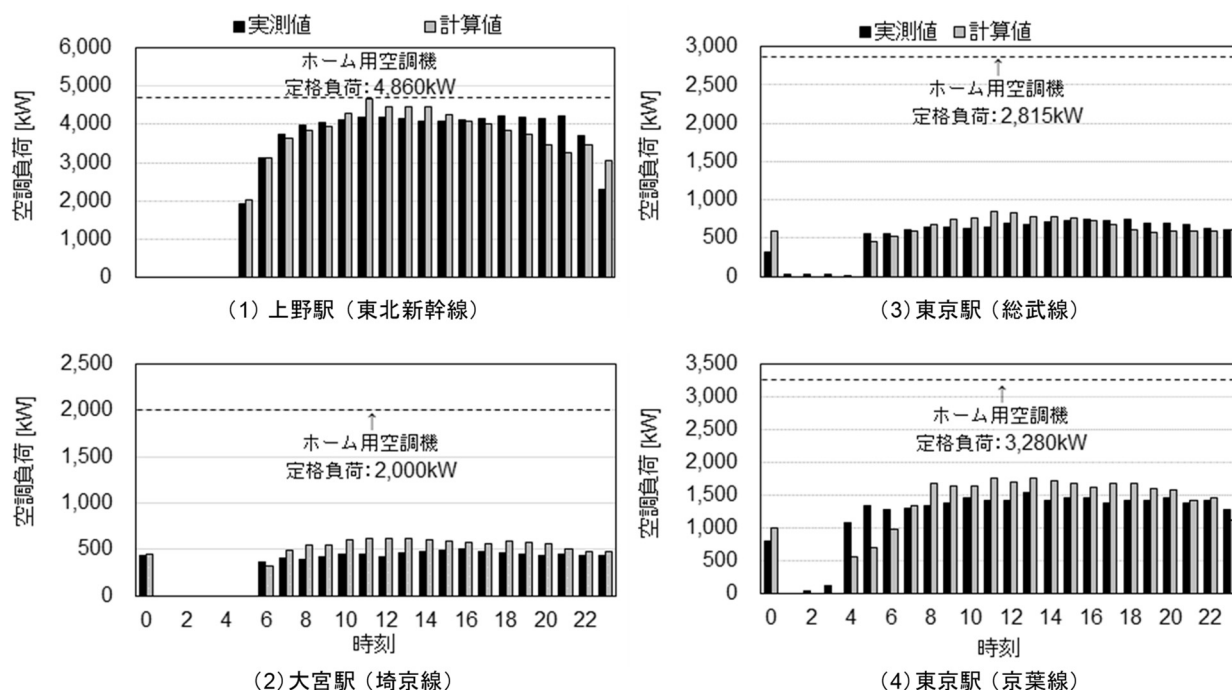 ■実測値 □計算値
空調負荷 [kW]
6,000
5,000
4,000
3,000
2,000
1,000
0
ホーム用空調機
定格負荷:4,860kW
(1) 上野駅(東北新幹線)
空調負荷 [kW]
2,500
2,000
1,500
1,000
500
0
↑
ホーム用空調機
定格負荷:2,000kW
0 2 4 6 8 10 12 14 16 18 20 22
時刻
(2)大宮駅(埼京線)
■実測値 □計算値
空調負荷 [kW]
3,000
2,500
2,000
1,500
1,000
500
0
↑
ホーム用空調機
定格負荷:2,815kW
(3)東京駅(総武線)
空調負荷 [kW]
3,500
3,000
2,500
2,000
1,500
1,000
500
0
↑
ホーム用空調機
定格負荷:3,280kW
0 2 4 6 8 10 12 14 16 18 20 22
時刻
(4)東京駅(京葉線)